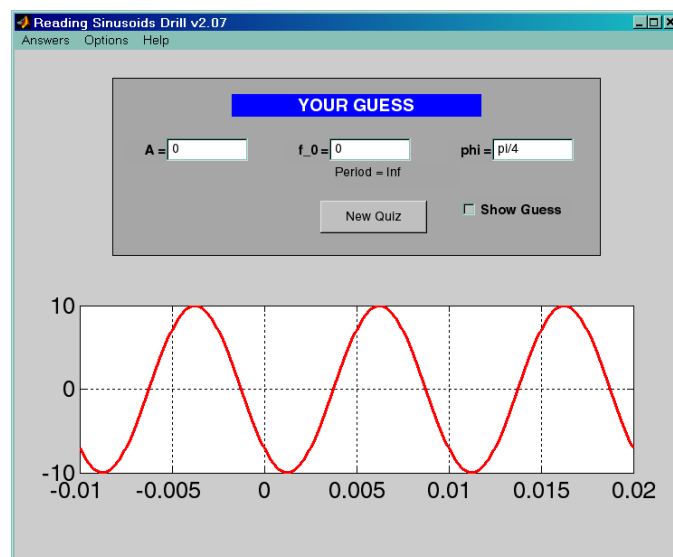 Reading Sinusoids Drill v2.07
Answers Options Help
YOUR GUESS
A = 0 f_0 = 0 phi = pi/4
Period = Inf
New Quiz Show Guess
10
0
-10
-0.01 -0.005 0 0.005 0.01 0.015 0.02